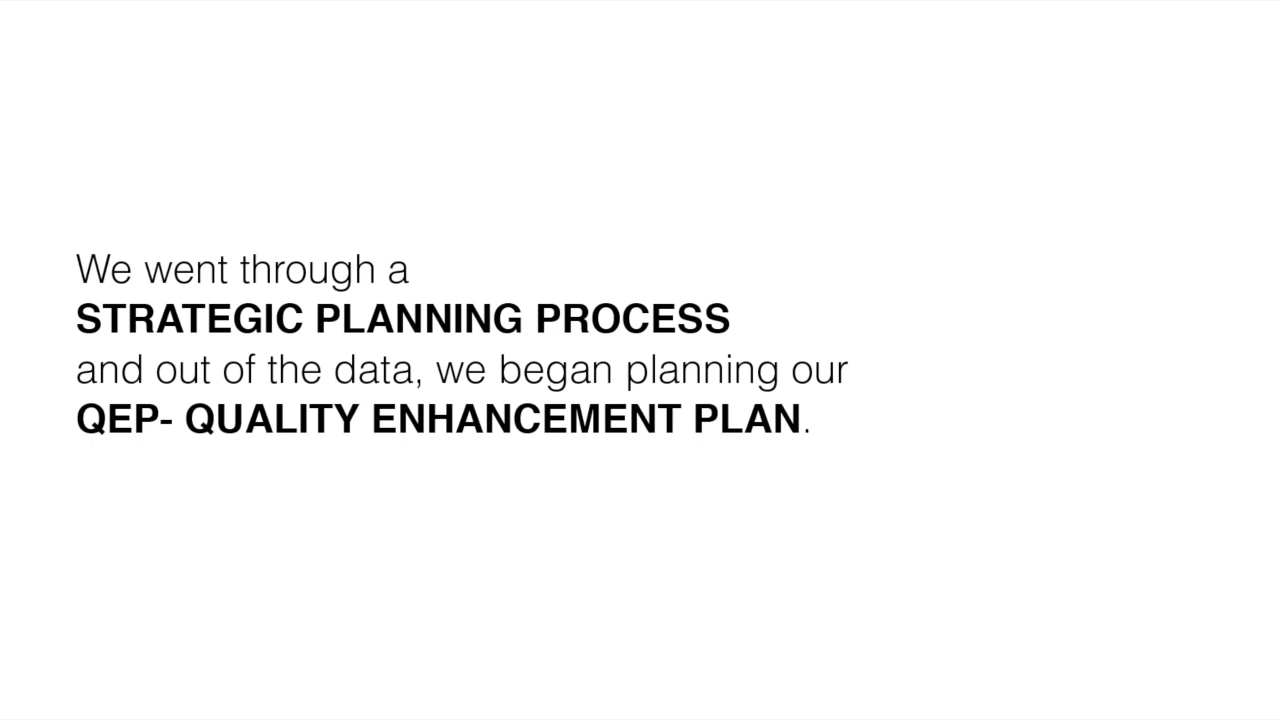 We went through a
STRATEGIC PLANNING PROCESS
and out of the data, we began planning our
QEP- QUALITY ENHANCEMENT PLAN.